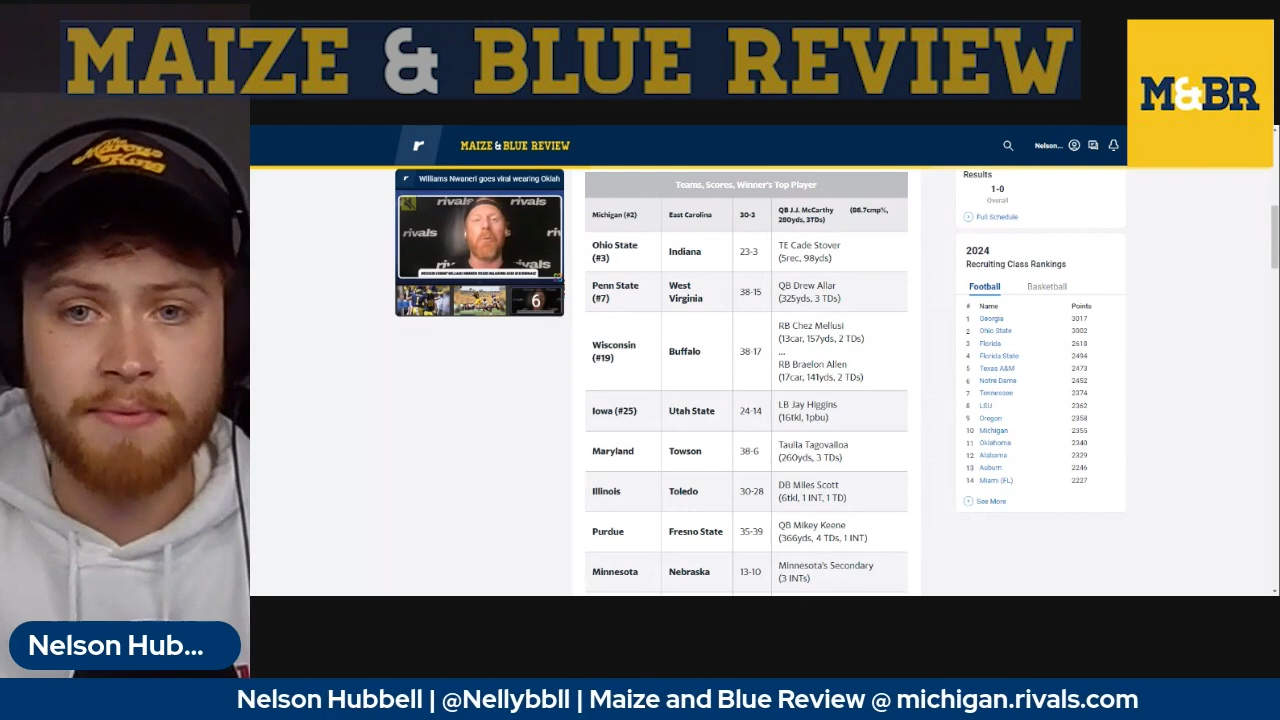 MAIZE & BLUE REVIEW
M&BR
r
MAIZE & BLUE REVIEW
Nelson...
r
Williams Nwaneri goes viral wearing Oklah
rivals
rivals
rivals
6
Teams, Scores, Winner's Top Player
Michigan (#2) East Carolina 30-3 QB J.J. McCarthy (86.7cmp%,
280yds, 3TDs)
Ohio State
(#3)
Indiana
23-3
TE Cade Stover
(5rec, 98yds)
Penn State
(#7)
West
Virginia
38-15
QB Drew Allar
(325yds, 3 TDs)
Wisconsin
(#19)
Buffalo
38-17
RB Chez Mellusi
(13car, 157yds, 2 TDs)
...
RB Braelon Allen
(17car, 141yds, 2 TDs)
Iowa (#25)
Utah State
24-14
LB Jay Higgins
(16tkl, 1pbu)
Maryland
Towson
38-6
Taulia Tagovailoa
(260yds, 3 TDs)
Illinois
Toledo
30-28
DB Miles Scott
(6tkl, 1 INT, 1 TD)
Purdue
Fresno State
35-39
QB Mikey Keene
(366yds, 4 TDs, 1 INT)
Minnesota
Nebraska
13-10
Minnesota's Secondary
(3 INTs)
Results
1-0
Overall
Full Schedule
2024
Recruiting Class Rankings
Football Basketball
# Name Points
1 Georgia 3017
2 Ohio State 3002
3 Florida 2618
4 Florida State 2494
5 Texas A&M 2473
6 Notre Dame 2452
7 Tennessee 2374
8 LSU 2362
9 Oregon 2358
10 Michigan 2355
11 Oklahoma 2340
12 Alabama 2329
13 Auburn 2246
14 Miami (FL) 2227
See More
Nelson Hub...
Nelson Hubbell | @Nellybbll | Maize and Blue Review @ michigan.rivals.com